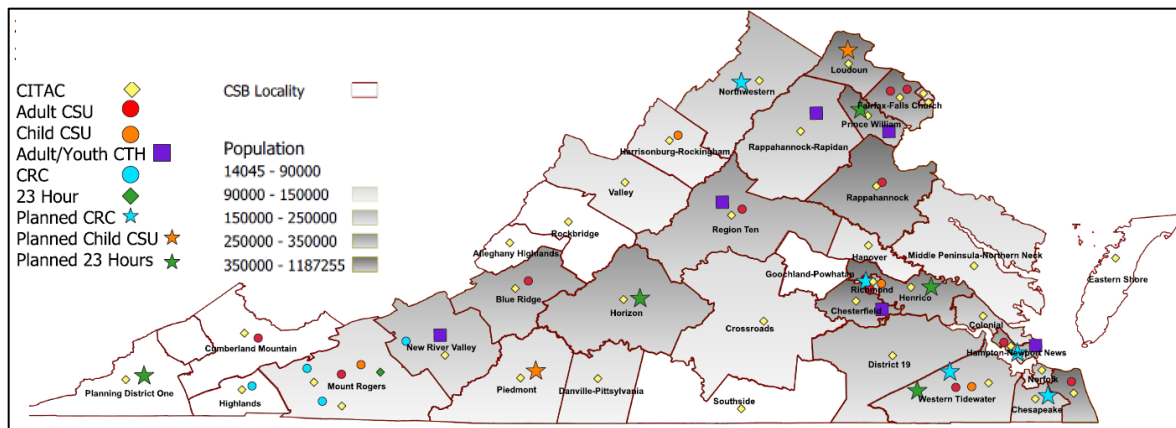 CITAC
Adult CSU
Child CSU
Adult/Youth CTH
CRC
23 Hour
Planned CRC
Planned Child CSU
Planned 23 Hours
CSB Locality
Population
14045 - 90000
90000 - 150000
150000 - 250000
250000 - 350000
350000 - 1187255
Loudoun
Northwestern
Fairfax-Falls Church
Prince William
Harrisonburg-Rockingham
Rappahannock-Rapidan
Valley
Rappahannock
Rockbridge
Region Ten
Alleghany Highlands
Hanover
Middle Peninsula-Northern Neck
Goochland-Powhatan
Eastern Shore
Blue Ridge
Richmond
Henrico
Horizon
Chesterfield
Crossroads
Colonial
Cumberland Mountain
New River Valley
Hampton-Newport News
District 19
Planning District One
Highlands
Mount Rogers
Piedmont
Danville-Pittsylvania
Southside
Western Tidewater
Norfolk
Chesapeake